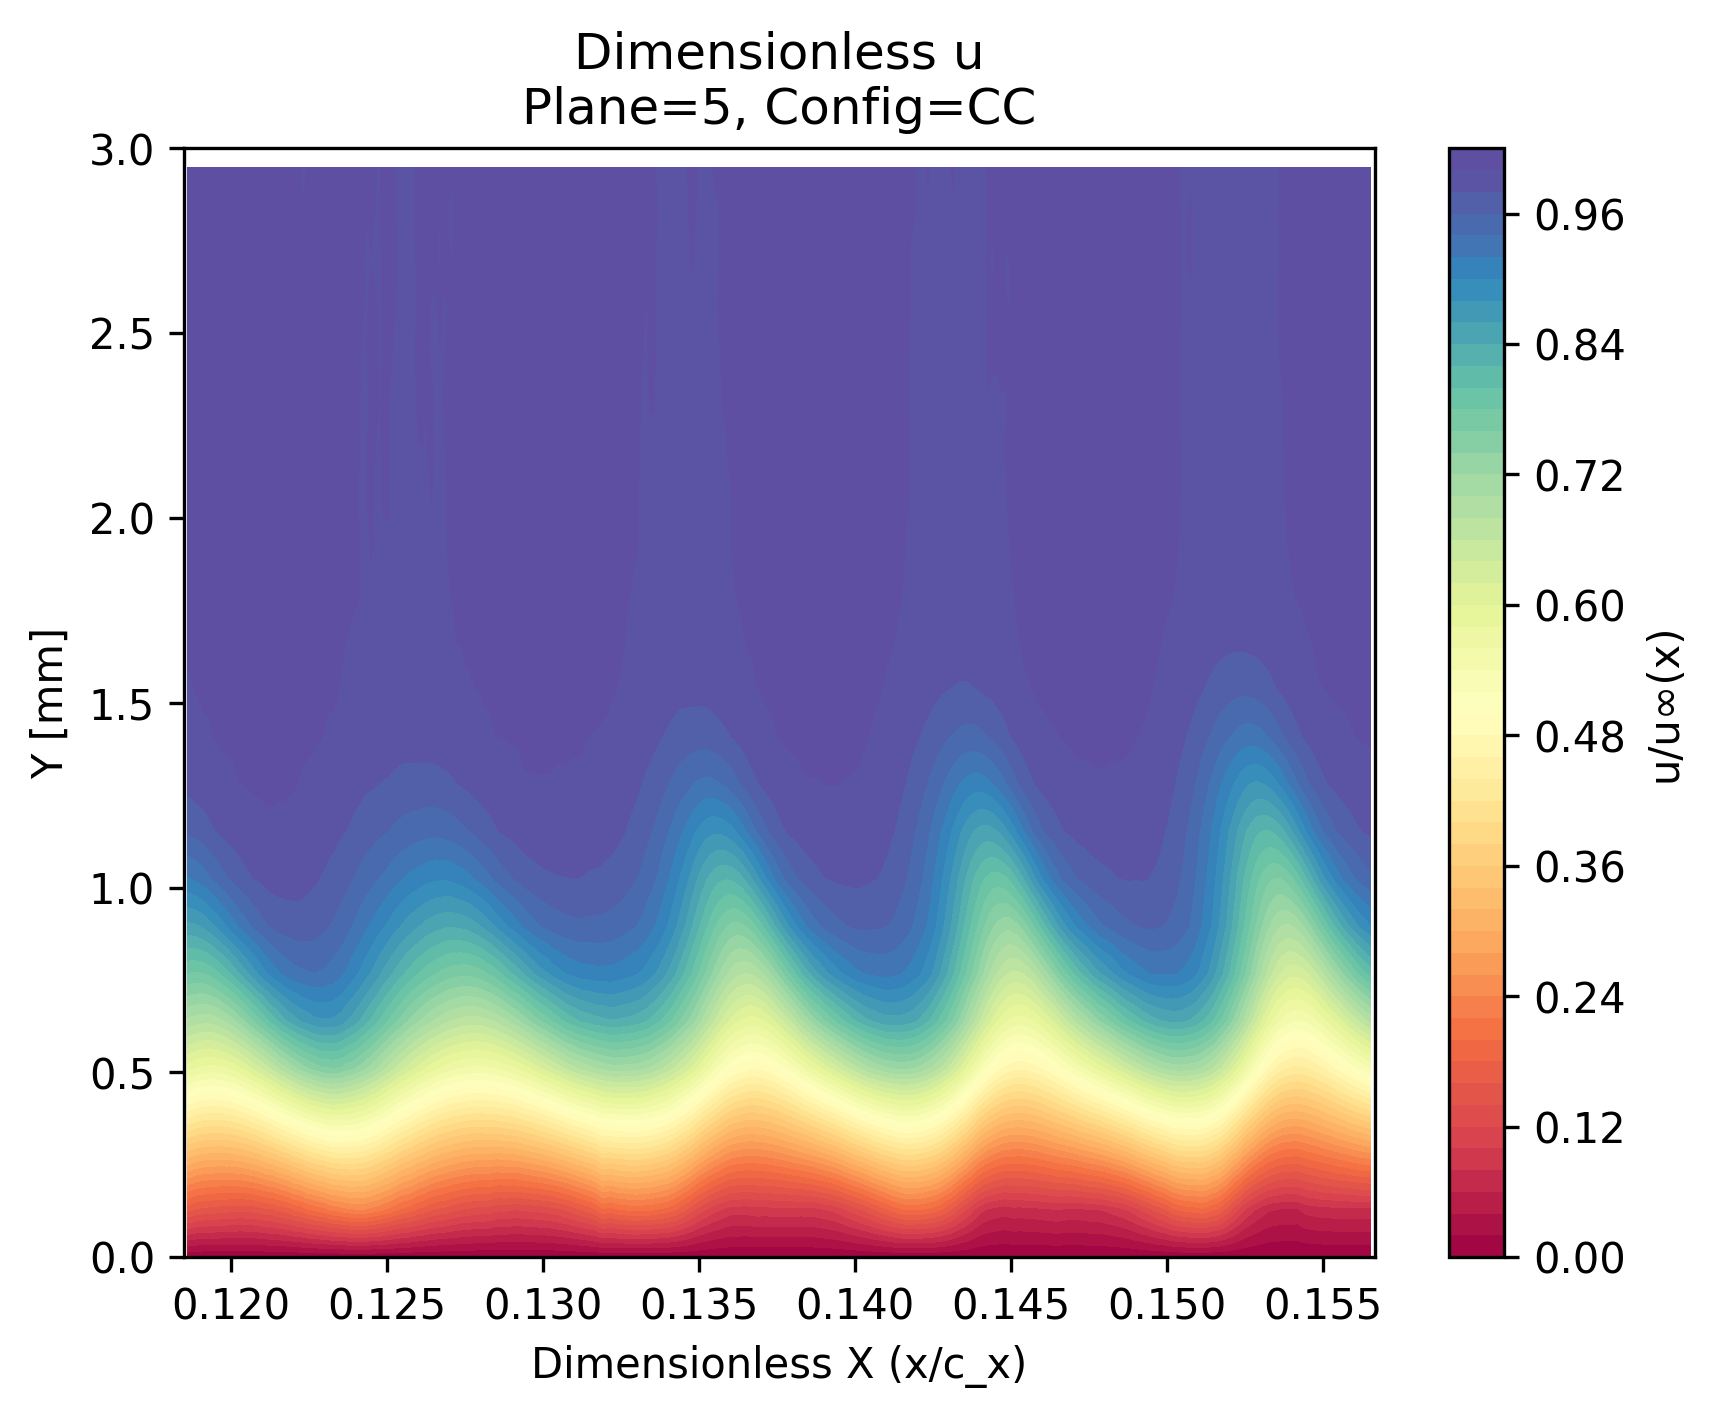 Dimensionless u
Plane=5, Config=CC
3.0
2.5
2.0
1.5
1.0
0.5
0.0
Y [mm]
0.120 0.125 0.130 0.135 0.140 0.145 0.150 0.155
Dimensionless X (x/c_x)
0.96
0.84
0.72
0.60
0.48
0.36
0.24
0.12
0.00
u/u∞(x)